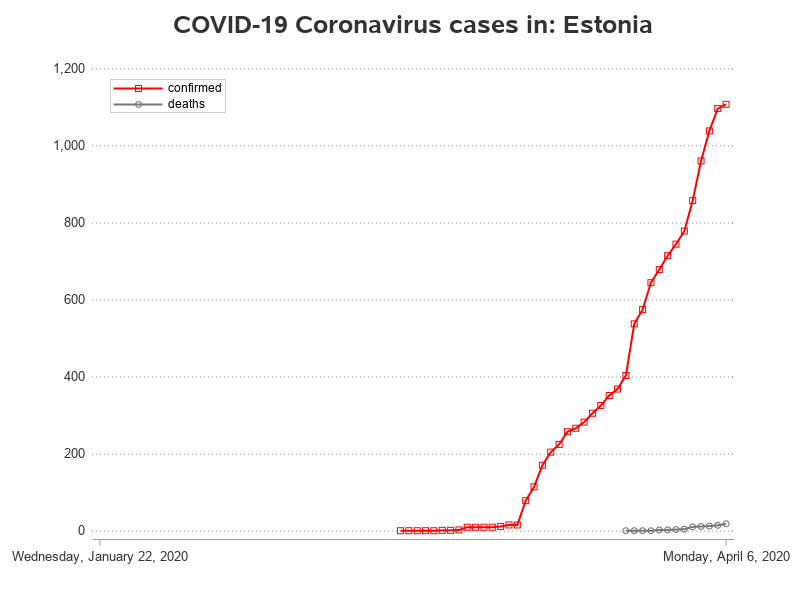 COVID-19 Coronavirus cases in: Estonia
1,200
confirmed
deaths
1,000
800
600
400
200
0
Wednesday, January 22, 2020 Monday, April 6, 2020